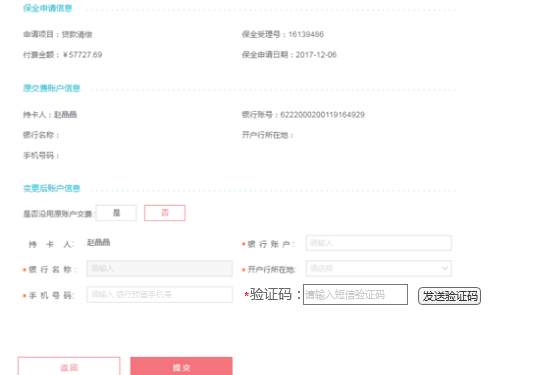 保全申请信息
申请项目：贷款清偿 保全受理号：16139486
付费金额：￥57727.69 保全申请日期：2017-12-06
原交费账户信息
持卡人：赵晶晶 银行账号：6222000200119164929
银行名称： 开户行所在地：
手机号码：
变更后账户信息
是否沿用原账户交费： 是 否
持 卡 人： 赵晶晶 *银 行 账 户： 请输入
*银 行 名 称： 请输入 *开户行所在地： 请选择
*手 机 号 码： 请输入 银行预留手机号 *验证码： 请输入短信验证码 发送验证码
返 回 提 交